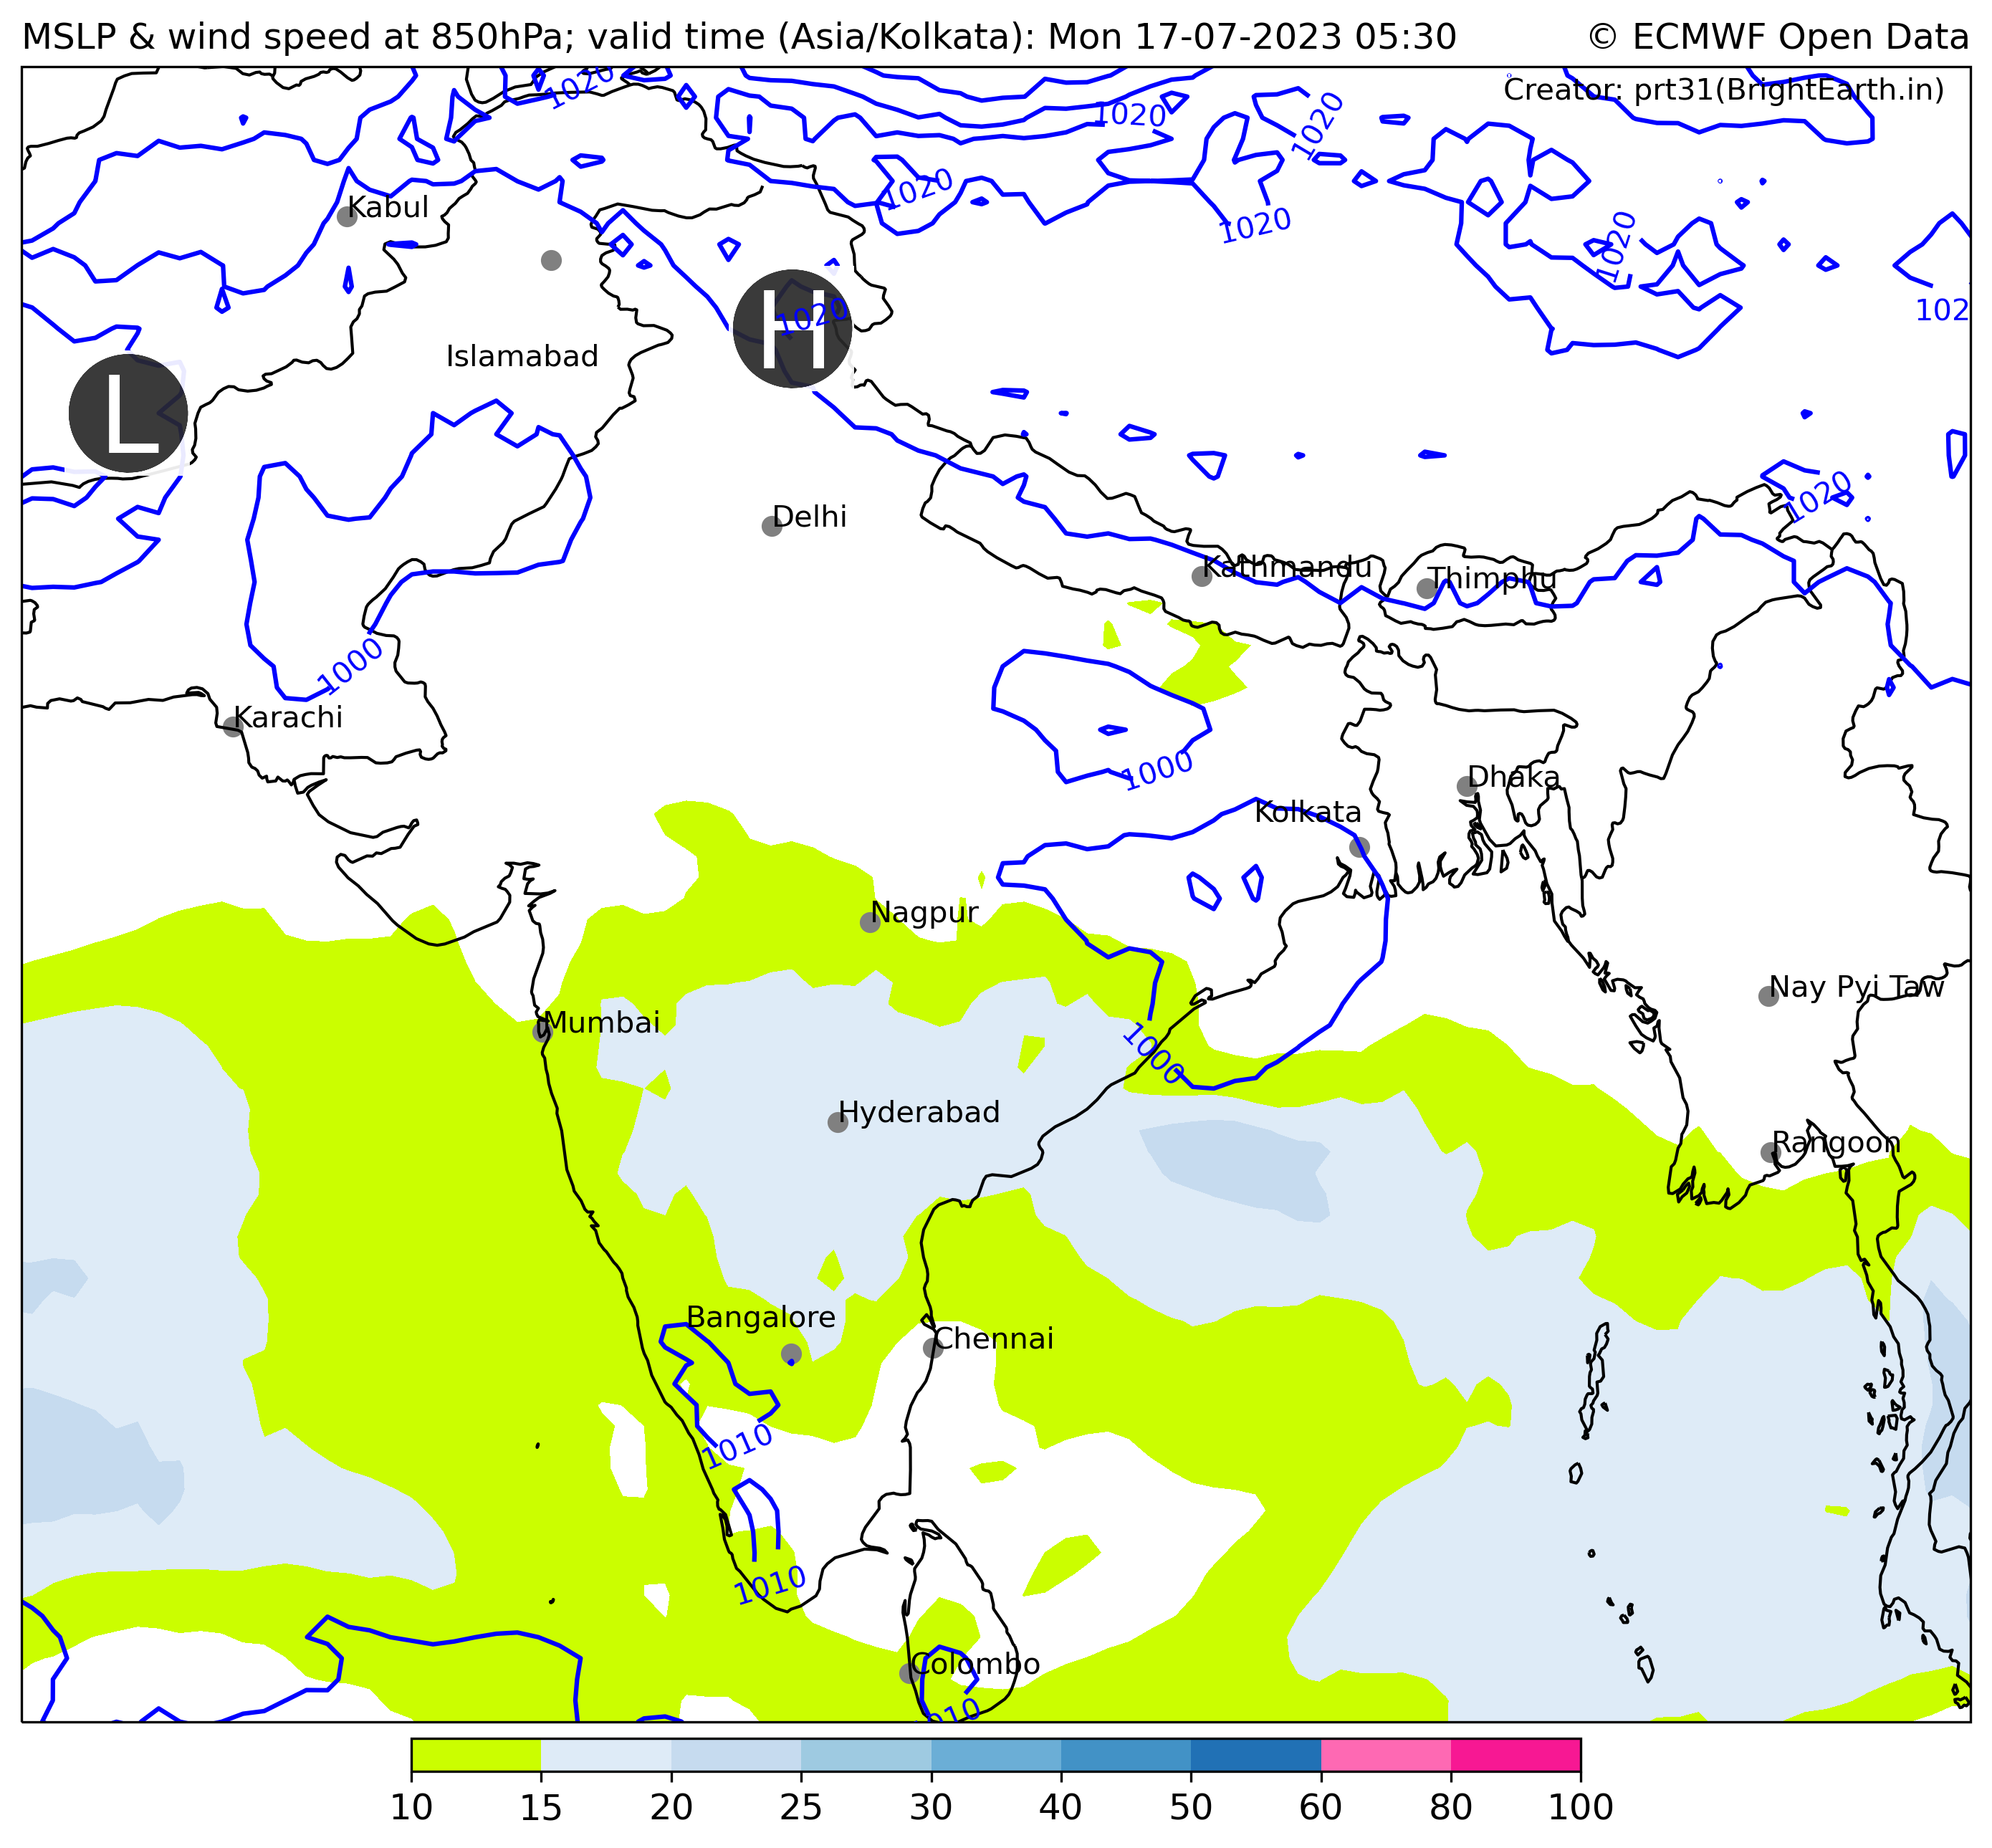 MSLP & wind speed at 850hPa; valid time (Asia/Kolkata): Mon 17-07-2023 05:30
© ECMWF Open Data
Creator: prt31(BrightEarth.in)
1020
1020
1020
1020
1020
1020
Kabul
1020
102
H
1020
Islamabad
L
1020
Delhi
Kathmandu
Thimphu
1000
Karachi
1000
Dhaka
Kolkata
Nagpur
Nay Pyi Taw
Mumbai
1000
Hyderabad
Rangoon
Bangalore
Chennai
1010
1010
Colombo
010
10 15 20 25 30 40 50 60 80 100